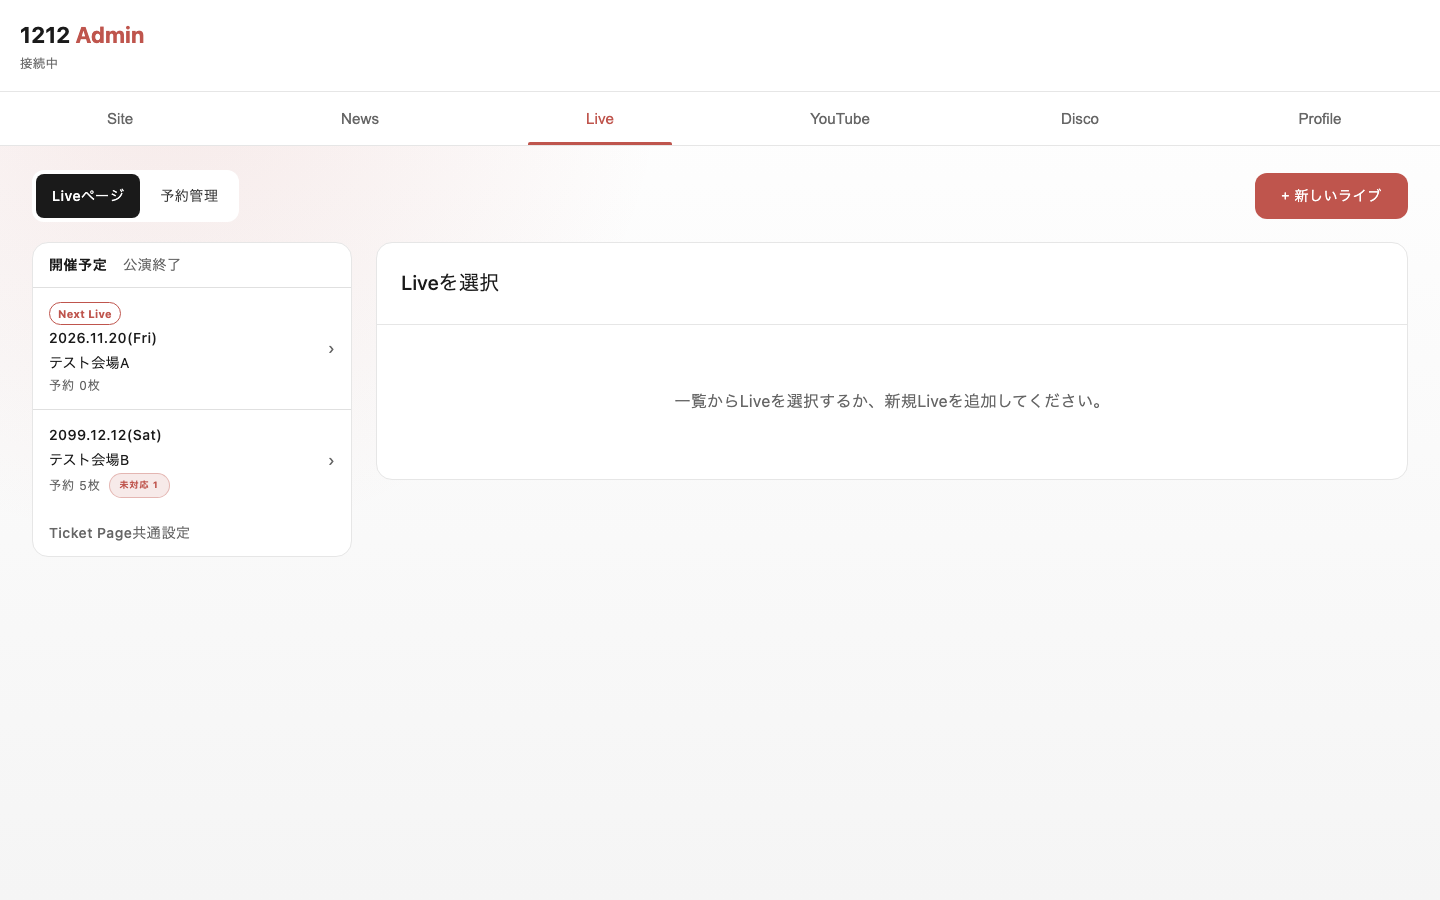 1212 Admin
接続中
Site
News
Live
YouTube
Disco
Profile
Liveページ
予約管理
+ 新しいライブ
開催予定 公演終了
Next Live
2026.11.20(Fri)
テスト会場A
予約 0枚
›
2099.12.12(Sat)
テスト会場B
予約 5枚 未対応 1
›
Ticket Page共通設定
Liveを選択
一覧からLiveを選択するか、新規Liveを追加してください。